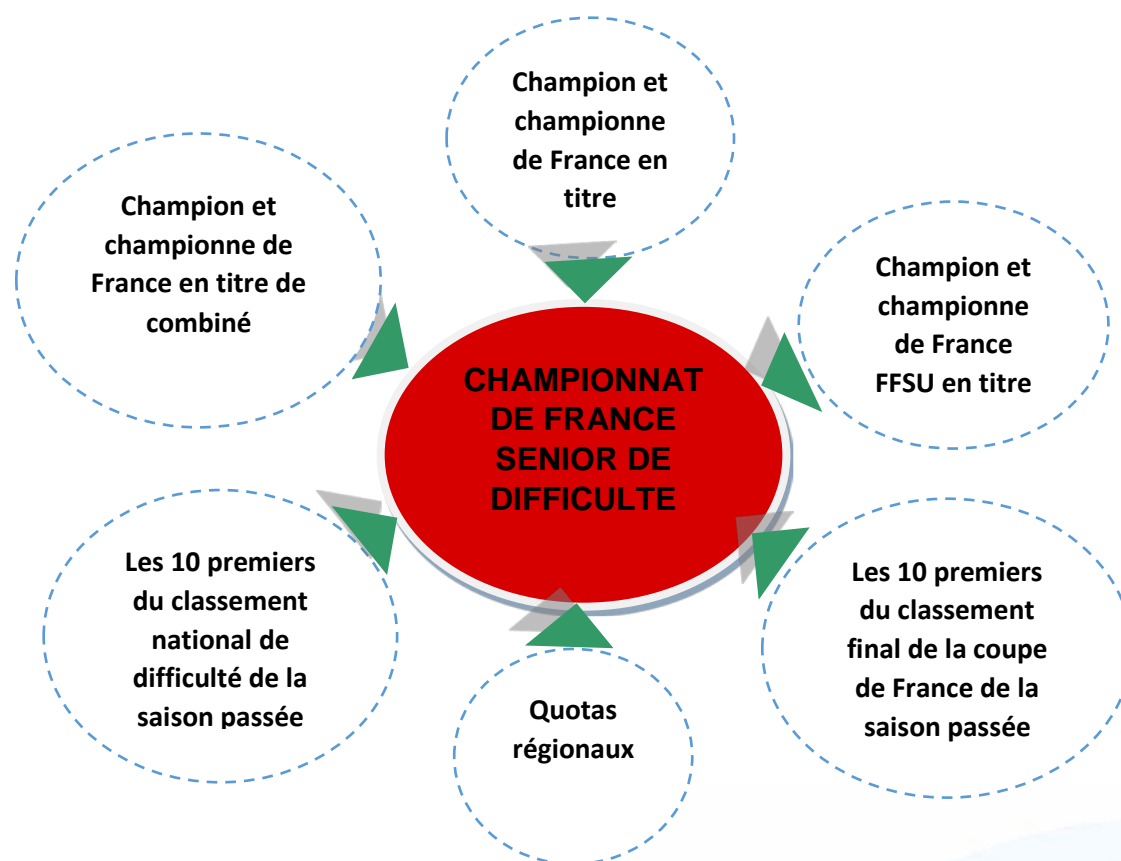 Champion et
championne
de France en
titre
Champion et
championne de
France en titre de
combiné
Champion et
championne
de France
FFSU en titre
CHAMPIONNAT
DE FRANCE
SENIOR DE
DIFFICULTE
Les 10 premiers
du classement
national de
difficulté de la
saison passée
Quotas
régionaux
Les 10 premiers
du classement
final de la coupe
de France de la
saison passée